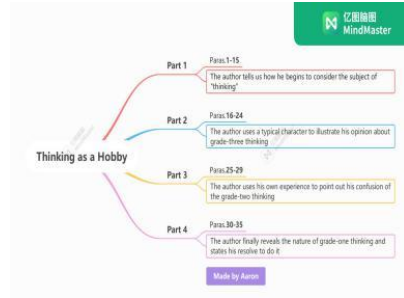 亿图脑图
MindMaster
Thinking as a Hobby
Part 1
Paras.1-15
The author tells us how he begins to consider the subject of
"thinking"
Part 2
Paras.16-24
The author uses a typical character to illustrate his opinion about
grade-three thinking
Part 3
Paras.25-29
The author uses his own experience to point out his confusion of
the grade-two thinking
Part 4
Paras.30-35
The author finally reveals the nature of grade-one thinking and
states his resolve to do it
Made by Aaron